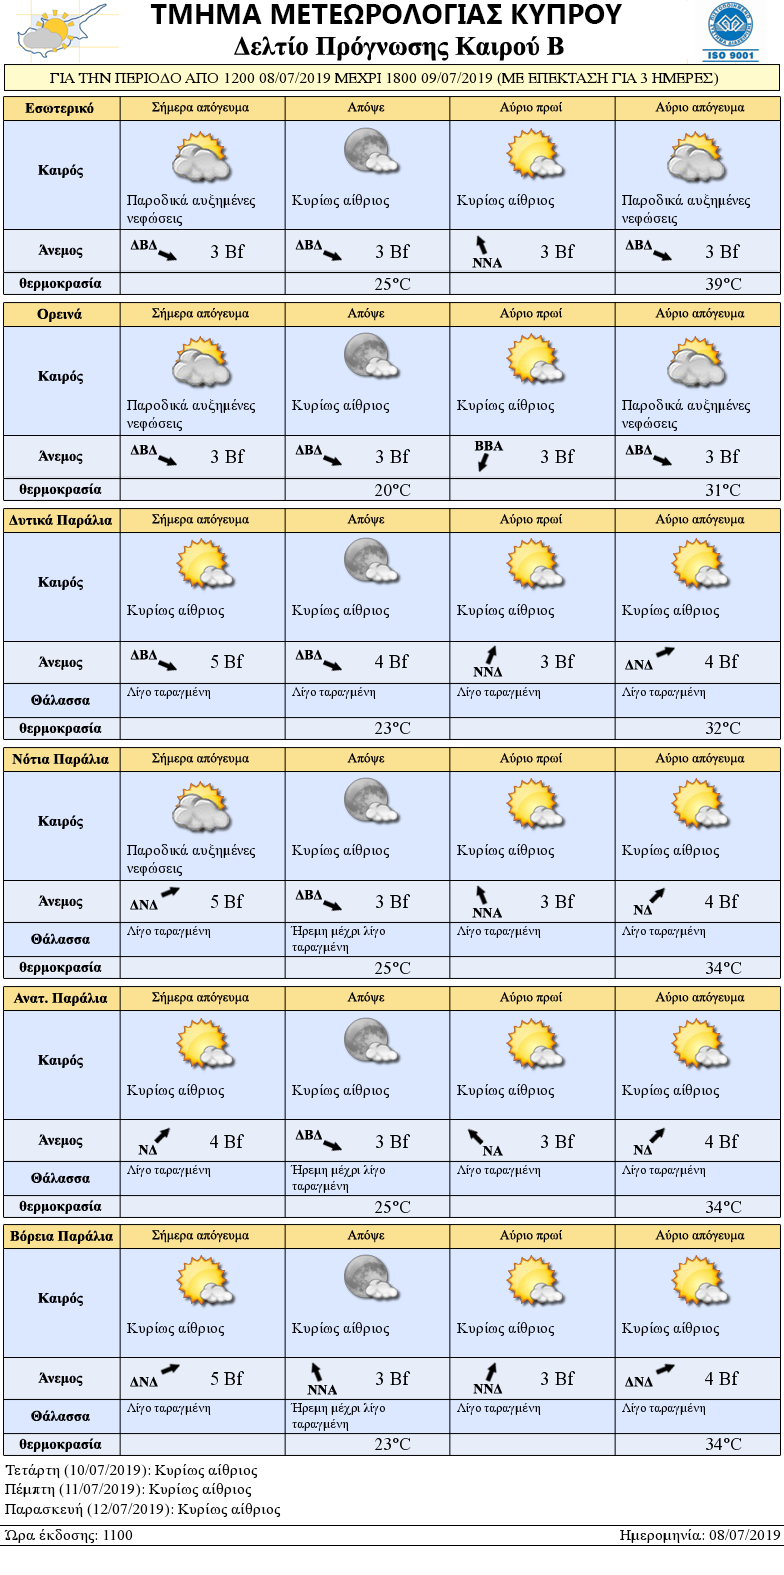 ΤΜΗΜΑ ΜΕΤΕΩΡΟΛΟΓΙΑΣ ΚΥΠΡΟΥ
Δελτίο Πρόγνωσης Καιρού Β
ISO 9001
ΓΙΑ ΤΗΝ ΠΕΡΙΟΔΟ ΑΠΟ 1200 08/07/2019 ΜΕΧΡΙ 1800 09/07/2019 (ΜΕ ΕΠΕΚΤΑΣΗ ΓΙΑ 3 ΗΜΕΡΕΣ)
Εσωτερικό Σήμερα απόγευμα Απόψε Αύριο πρωί Αύριο απόγευμα
Καιρός
Παροδικά αυξημένες Κυρίως αίθριος Κυρίως αίθριος Παροδικά αυξημένες
νεφώσεις νεφώσεις
Άνεμος ΔΒΔ 3 Bf ΔΒΔ 3 Bf ΝΝΑ 3 Bf ΔΒΔ 3 Bf
θερμοκρασία 25°C 39°C
Ορεινά Σήμερα απόγευμα Απόψε Αύριο πρωί Αύριο απόγευμα
Καιρός
Παροδικά αυξημένες Κυρίως αίθριος Κυρίως αίθριος Παροδικά αυξημένες
νεφώσεις νεφώσεις
Άνεμος ΔΒΔ 3 Bf ΔΒΔ 3 Bf ΒΒΑ 3 Bf ΔΒΔ 3 Bf
θερμοκρασία 20°C 31°C
Δυτικά Παράλια Σήμερα απόγευμα Απόψε Αύριο πρωί Αύριο απόγευμα
Καιρός
Κυρίως αίθριος Κυρίως αίθριος Κυρίως αίθριος Κυρίως αίθριος
Άνεμος ΔΒΔ 5 Bf ΔΒΔ 4 Bf ΝΝΔ 3 Bf ΔΝΔ 4 Bf
Θάλασσα Λίγο ταραγμένη Λίγο ταραγμένη Λίγο ταραγμένη Λίγο ταραγμένη
θερμοκρασία 23°C 32°C
Νότια Παράλια Σήμερα απόγευμα Απόψε Αύριο πρωί Αύριο απόγευμα
Καιρός
Παροδικά αυξημένες Κυρίως αίθριος Κυρίως αίθριος Κυρίως αίθριος
νεφώσεις
Άνεμος ΔΝΔ 5 Bf ΔΒΔ 3 Bf ΝΝΑ 3 Bf ΝΔ 4 Bf
Θάλασσα Λίγο ταραγμένη Ήρεμη μέχρι λίγο Λίγο ταραγμένη Λίγο ταραγμένη
ταραγμένη
θερμοκρασία 25°C 34°C
Ανατ. Παράλια Σήμερα απόγευμα Απόψε Αύριο πρωί Αύριο απόγευμα
Καιρός
Κυρίως αίθριος Κυρίως αίθριος Κυρίως αίθριος Κυρίως αίθριος
Άνεμος ΝΔ 4 Bf ΔΒΔ 3 Bf ΝΑ 3 Bf ΝΔ 4 Bf
Θάλασσα Λίγο ταραγμένη Ήρεμη μέχρι λίγο Λίγο ταραγμένη Λίγο ταραγμένη
ταραγμένη
θερμοκρασία 25°C 34°C
Βόρεια Παράλια Σήμερα απόγευμα Απόψε Αύριο πρωί Αύριο απόγευμα
Καιρός
Κυρίως αίθριος Κυρίως αίθριος Κυρίως αίθριος Κυρίως αίθριος
Άνεμος ΔΝΔ 5 Bf ΝΝΑ 3 Bf ΝΝΔ 3 Bf ΔΝΔ 4 Bf
Θάλασσα Λίγο ταραγμένη Ήρεμη μέχρι λίγο Λίγο ταραγμένη Λίγο ταραγμένη
ταραγμένη
θερμοκρασία 23°C 34°C
Τετάρτη (10/07/2019): Κυρίως αίθριος
Πέμπτη (11/07/2019): Κυρίως αίθριος
Παρασκευή (12/07/2019): Κυρίως αίθριος
Ώρα έκδοσης: 1100 Ημερομηνία: 08/07/2019